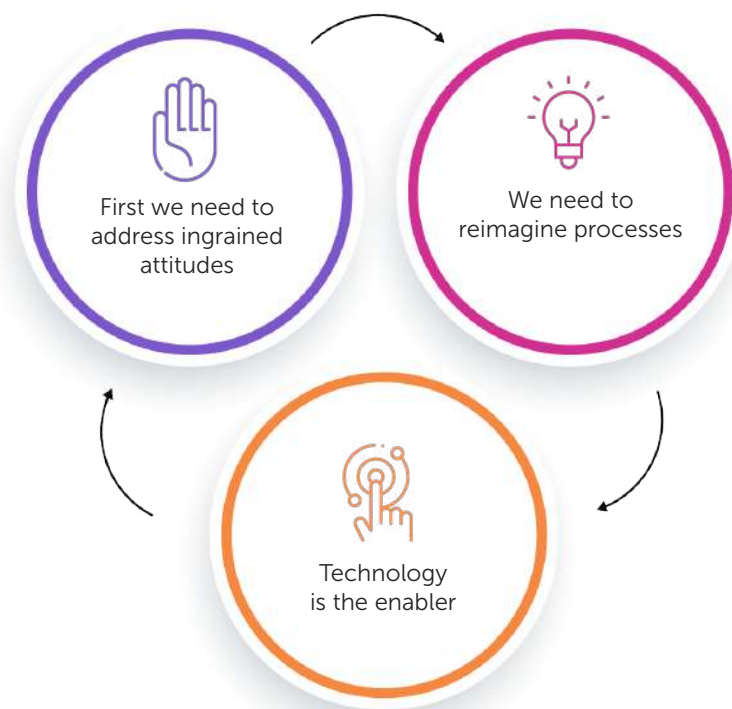 First we need to
address ingrained
attitudes
We need to
reimagine processes
Technology
is the enabler